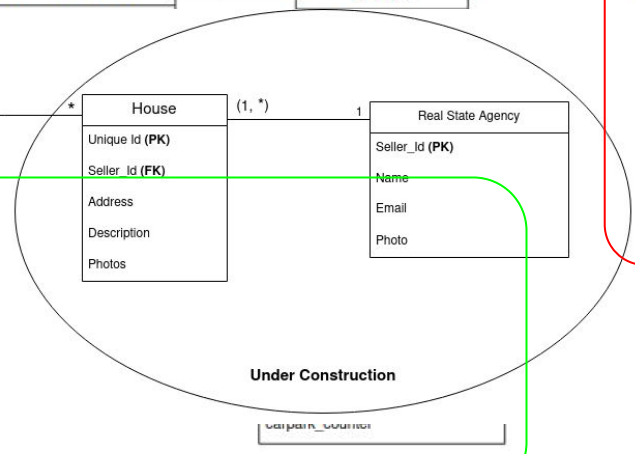 *
House
(1, *)
1
Real State Agency
Unique Id (PK)
Seller_Id (FK)
Address
Description
Photos
Seller_Id (PK)
Name
Email
Photo
Under Construction
carpark_counter